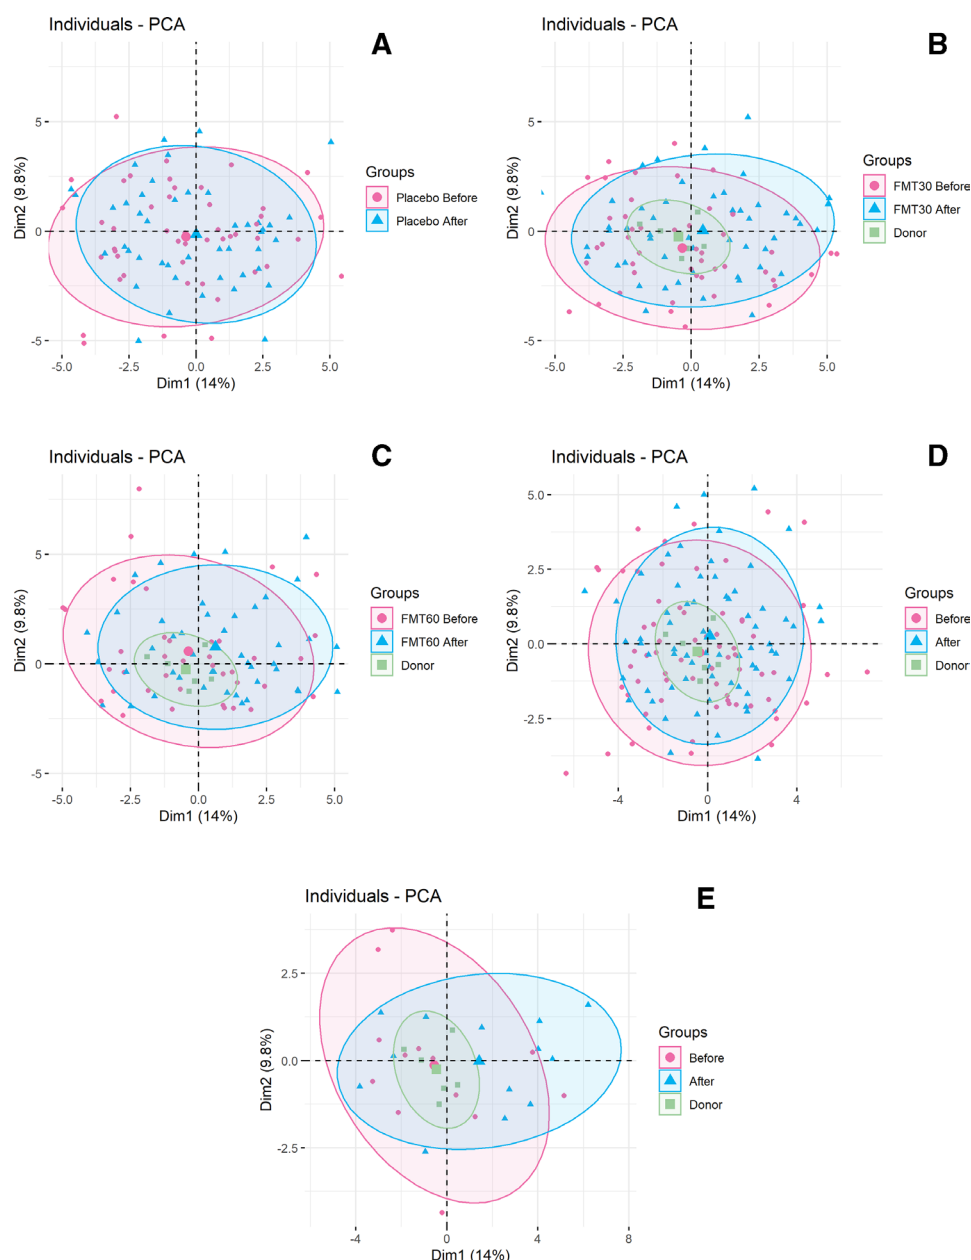 Individuals - PCA
A
Dim2 (9.8%)
5
0
-5
-5.0 -2.5 0.0 2.5 5.0
Dim1 (14%)
Groups
Placebo Before
Placebo After
Individuals - PCA
B
Dim2 (9.8%)
5
0
-5
-5.0 -2.5 0.0 2.5 5.0
Dim1 (14%)
Groups
FMT30 Before
FMT30 After
Donor
Individuals - PCA
C
Dim2 (9.8%)
5
0
-5
-5.0 -2.5 0.0 2.5 5.0
Dim1 (14%)
Groups
FMT60 Before
FMT60 After
Donor
Individuals - PCA
D
Dim2 (9.8%)
5.0
2.5
0.0
-2.5
-4 0 4
Dim1 (14%)
Groups
Before
After
Donor
Individuals - PCA
E
Dim2 (9.8%)
2.5
0.0
-2.5
-4 0 4 8
Dim1 (14%)
Groups
Before
After
Donor